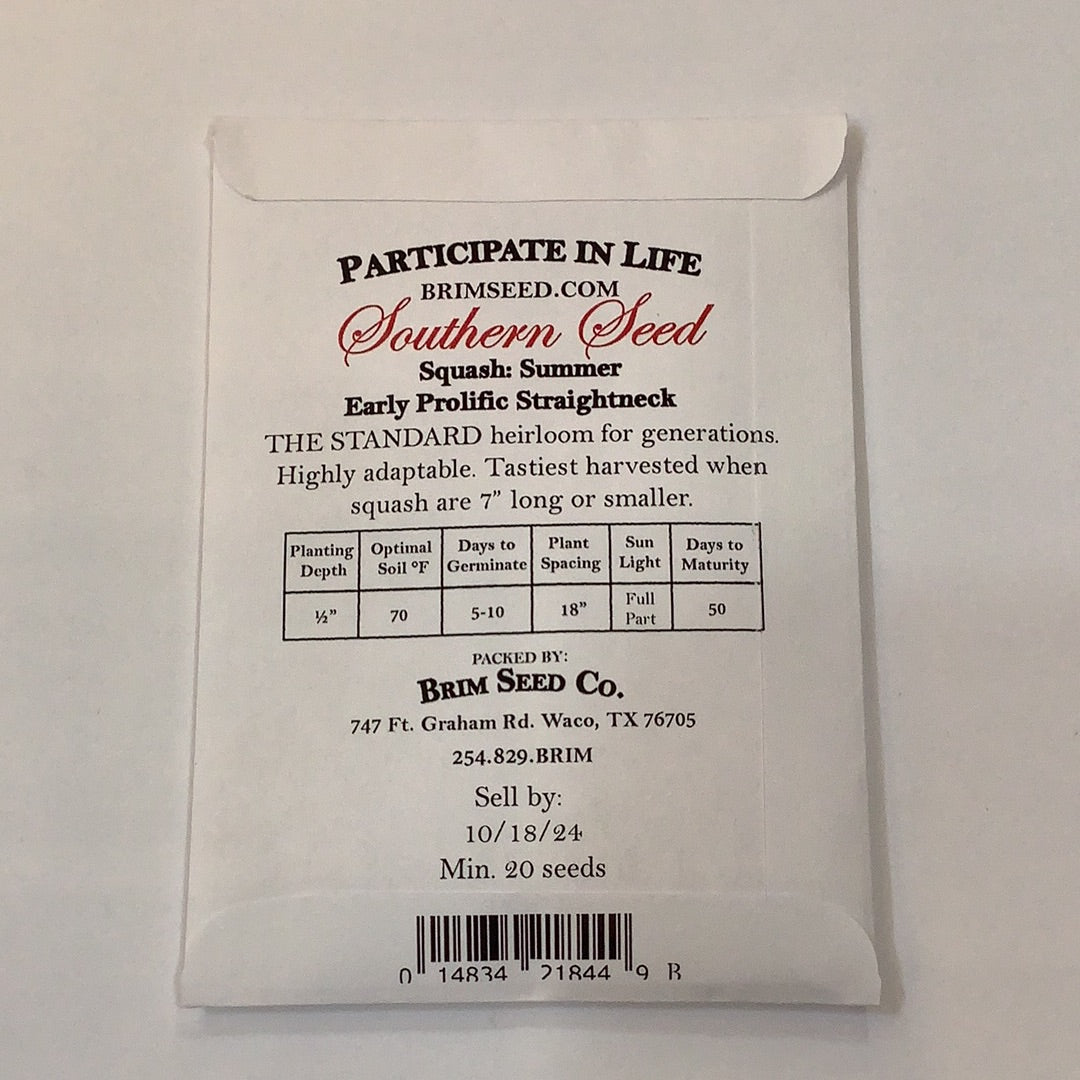 PARTICIPATE IN LIFE
BRIMSEED.COM
Southern Seed
Squash: Summer
Early Prolific Straightneck
THE STANDARD heirloom for generations.
Highly adaptable. Tastiest harvested when
squash are 7” long or smaller.
Planting Depth Optimal Soil °F Days to Germinate Plant Spacing Sun Light Days to Maturity
½” 70 5-10 18” Full Part 50
PACKED BY:
BRIM SEED CO.
747 Ft. Graham Rd. Waco, TX 76705
254.829.BRIM
Sell by:
10/18/24
Min. 20 seeds
0 14834 21844 9 B